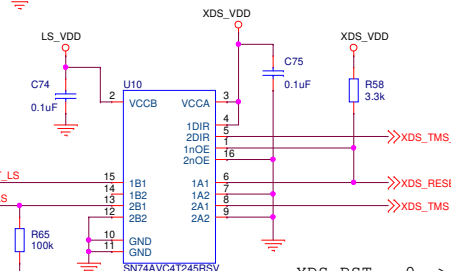 XDS_VDD
LS_VDD
XDS_VDD
C74
0.1uF
C75
0.1uF
R58
3.3k
U10
2 VCCB VCCA 3
1DIR 4
2DIR 5
1nOE 1
2nOE 16
XDS_TMS_
15 1B1 1A1 6
14 1B2 1A2 7
13 2B1 2A1 8
12 2B2 2A2 9
T_LS
XDS_RESE
XDS_TMS
R65
100k
10 GND
11 GND
SN74AVC4T245RSV